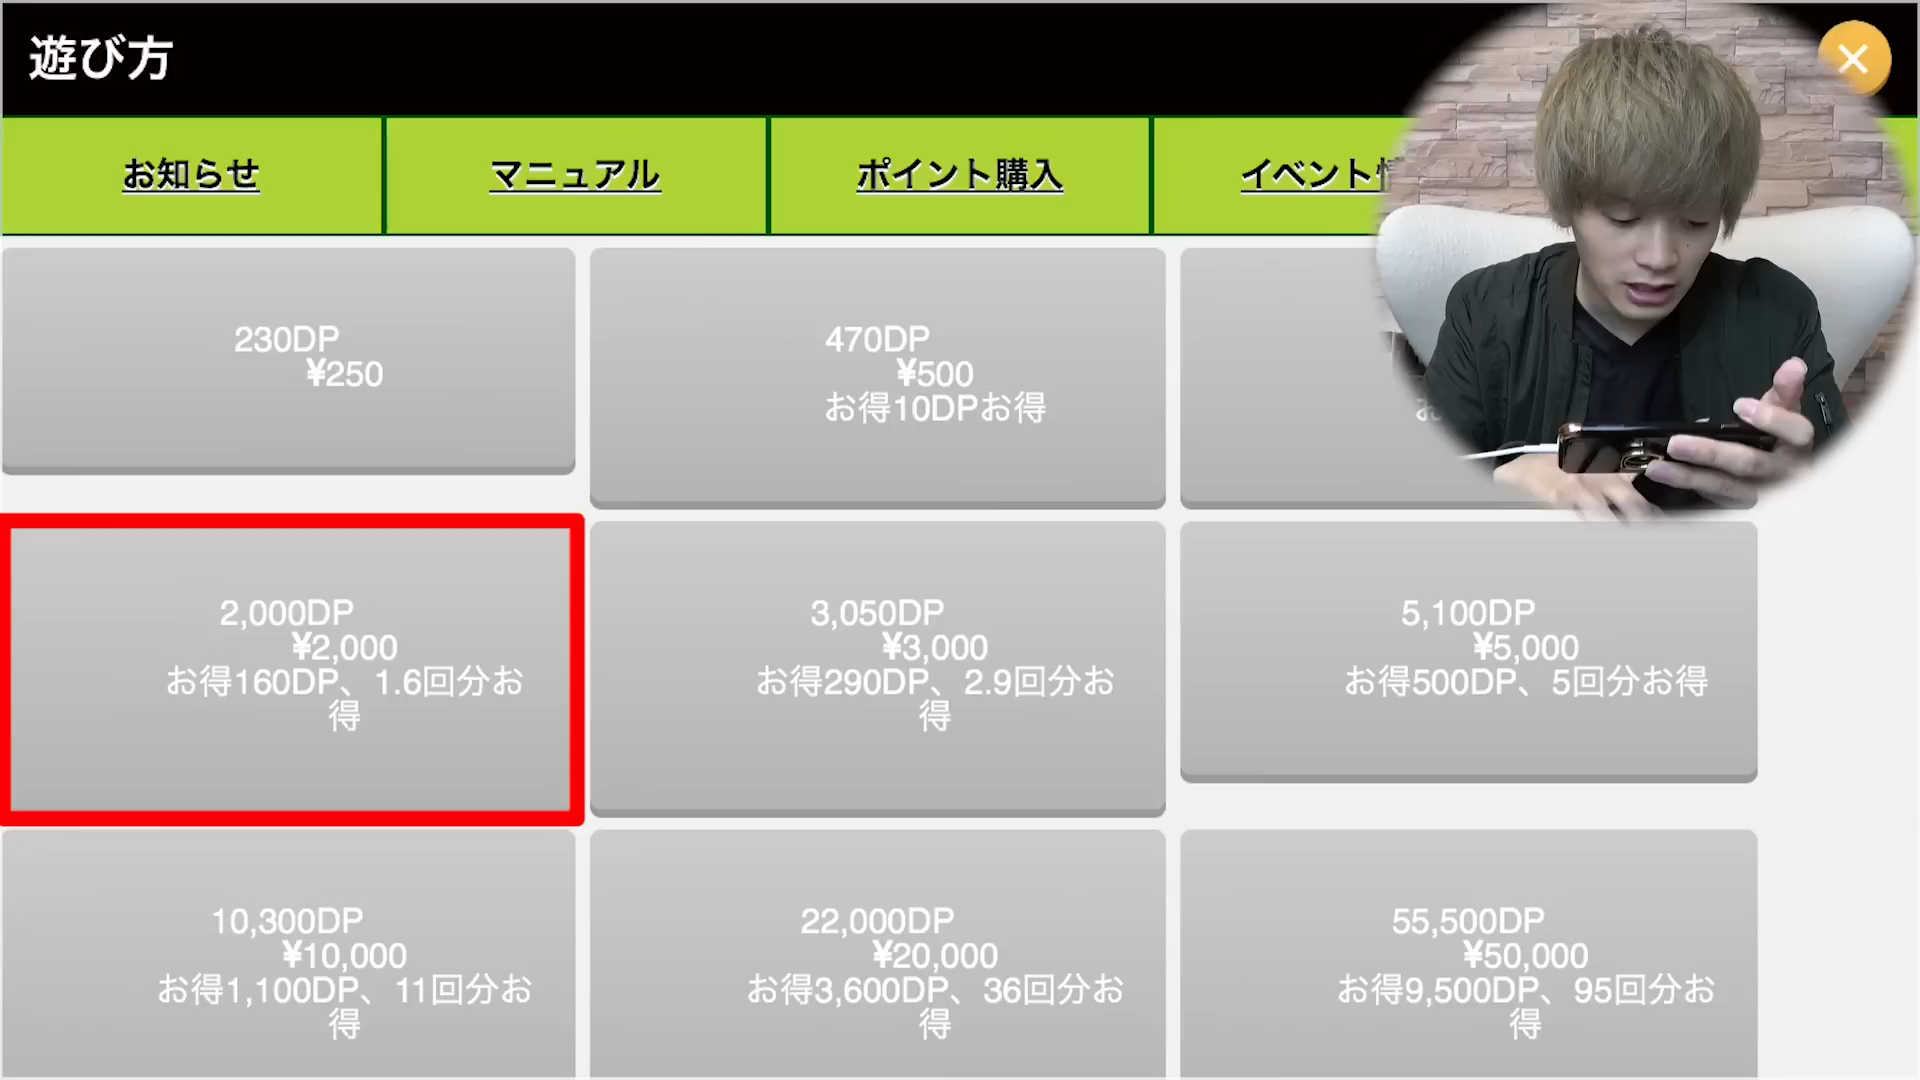 遊び方
お知らせ
マニュアル
ポイント購入
イベント
230DP
¥250
470DP
¥500
お得10DPお得
2,000DP
¥2,000
お得160DP、1.6回分お
得
3,050DP
¥3,000
お得290DP、2.9回分お
得
5,100DP
¥5,000
お得500DP、5回分お得
10,300DP
¥10,000
お得1,100DP、11回分お
得
22,000DP
¥20,000
お得3,600DP、36回分お
得
55,500DP
¥50,000
お得9,500DP、95回分お
得